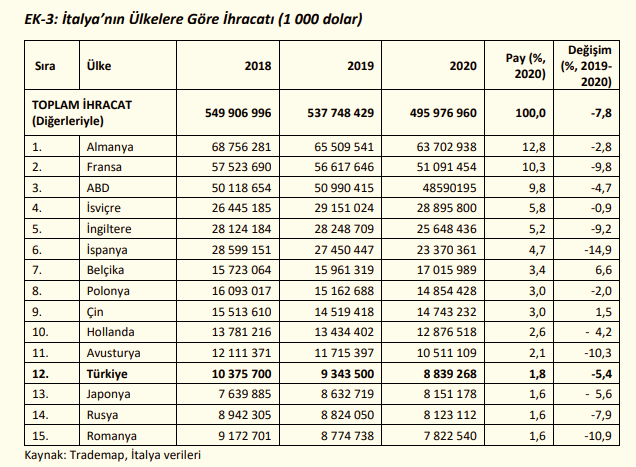 EK-3: İtalya’nın Ülkelere Göre İhracatı (1 000 dolar)
Sıra Ülke 2018 2019 2020 Pay (%, 2020) Değişim (%, 2019-2020)
TOPLAM İHRACAT (Diğerleriyle) 549 906 996 537 748 429 495 976 960 100,0 -7,8
1. Almanya 68 756 281 65 509 541 63 702 938 12,8 -2,8
2. Fransa 57 523 690 56 617 646 51 091 454 10,3 -9,8
3. ABD 50 118 654 50 990 415 48590195 9,8 -4,7
4. İsviçre 26 445 185 29 151 024 28 895 800 5,8 -0,9
5. İngiltere 28 124 184 28 248 709 25 648 436 5,2 -9,2
6. İspanya 28 599 151 27 450 447 23 370 361 4,7 -14,9
7. Belçika 15 723 064 15 961 319 17 015 989 3,4 6,6
8. Polonya 16 093 017 15 162 688 14 854 428 3,0 -2,0
9. Çin 15 513 610 14 519 418 14 743 232 3,0 1,5
10. Hollanda 13 781 216 13 434 402 12 876 518 2,6 - 4,2
11. Avusturya 12 111 371 11 715 397 10 511 109 2,1 -10,3
12. Türkiye 10 375 700 9 343 500 8 839 268 1,8 -5,4
13. Japonya 7 639 885 8 632 719 8 151 178 1,6 - 5,6
14. Rusya 8 942 305 8 824 050 8 123 112 1,6 -7,9
15. Romanya 9 172 701 8 774 738 7 822 540 1,6 -10,9
Kaynak: Trademap, İtalya verileri